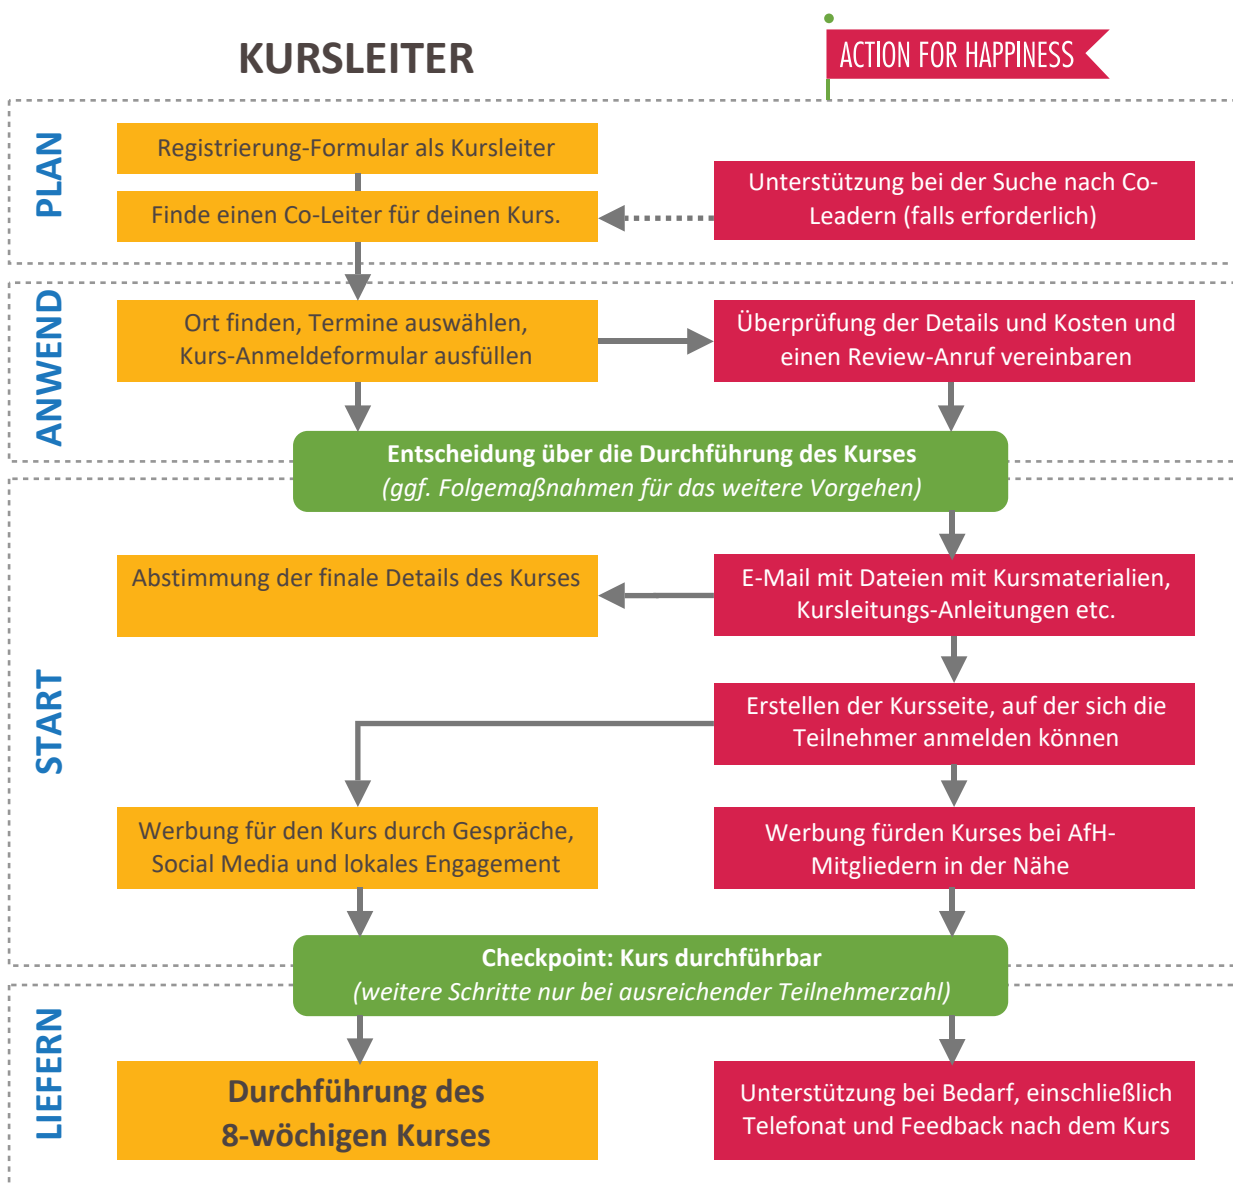 KURSLEITER
ACTION FOR HAPPINESS
PLAN
Registrierung-Formular als Kursleiter
Finde einen Co-Leiter für deinen Kurs.
Unterstützung bei der Suche nach Co-
Leadern (falls erforderlich)
ANWEND
Ort finden, Termine auswählen,
Kurs-Anmeldeformular ausfüllen
Überprüfung der Details und Kosten und
einen Review-Anruf vereinbaren
Entscheidung über die Durchführung des Kurses
(ggf. Folgemaßnahmen für das weitere Vorgehen)
START
Abstimmung der finale Details des Kurses
E-Mail mit Dateien mit Kursmaterialien,
Kursleitungs-Anleitungen etc.
Erstellen der Kursseite, auf der sich die
Teilnehmer anmelden können
Werbung für den Kurs durch Gespräche,
Social Media und lokales Engagement
Werbung fürden Kurses bei AfH-
Mitgliedern in der Nähe
Checkpoint: Kurs durchführbar
(weitere Schritte nur bei ausreichender Teilnehmerzahl)
LIEFERN
Durchführung des
8-wöchigen Kurses
Unterstützung bei Bedarf, einschließlich
Telefonat und Feedback nach dem Kurs